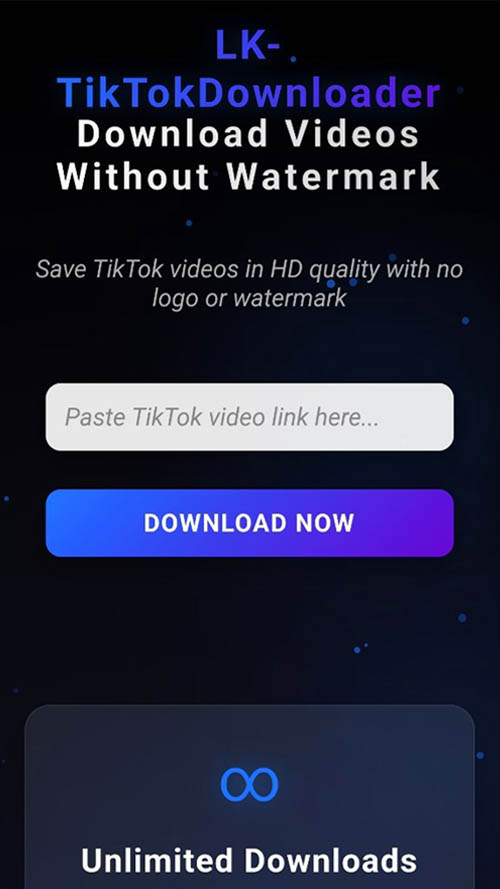 LK-
TikTokDownloader
Download Videos
Without Watermark
Save TikTok videos in HD quality with no
logo or watermark
Paste TikTok video link here...
DOWNLOAD NOW
∞
Unlimited Downloads